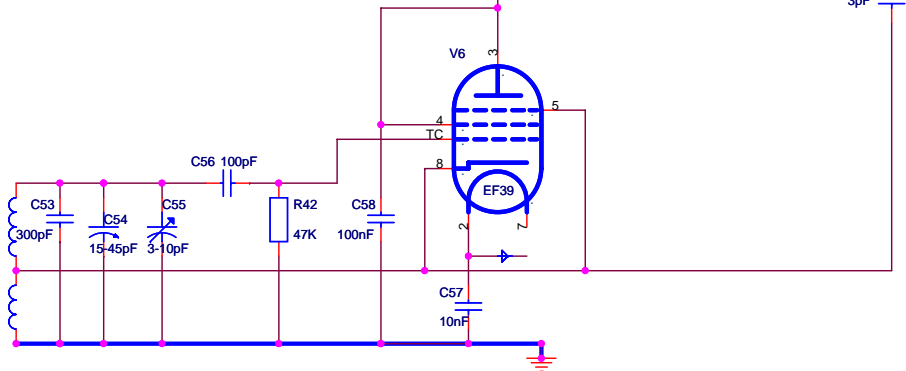 3pF
V6
3
5
4
TC
C56 100pF
8
EF39
C53
C54
C55
R42
C58
300pF
15-45pF
3-10pF
47K
100nF
2
7
C57
10nF